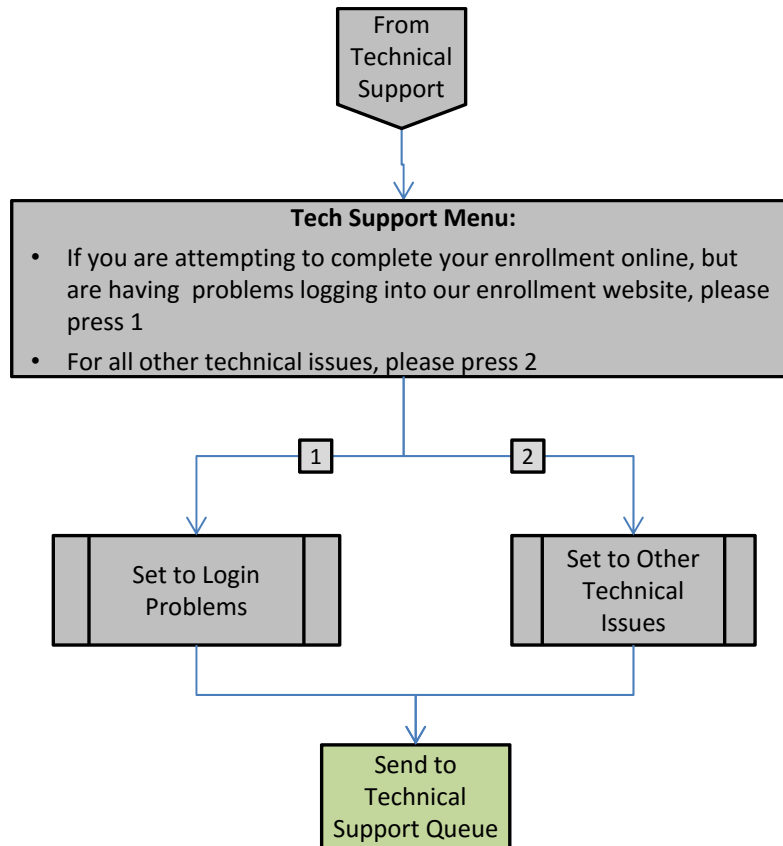 From
Technical
Support
Tech Support Menu:
• If you are attempting to complete your enrollment online, but
are having  problems logging into our enrollment website, please
press 1
• For all other technical issues, please press 2
1
2
Set to Login
Problems
Set to Other
Technical
Issues
Send to
Technical
Support Queue